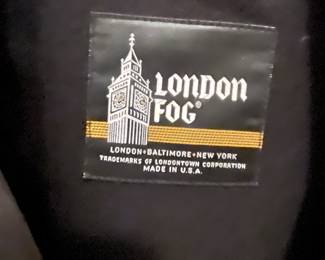 LONDON
FOG®
LONDON•BALTIMORE•NEW YORK
TRADEMARKS OF LONDONTOWN CORPORATION
MADE IN U.S.A.